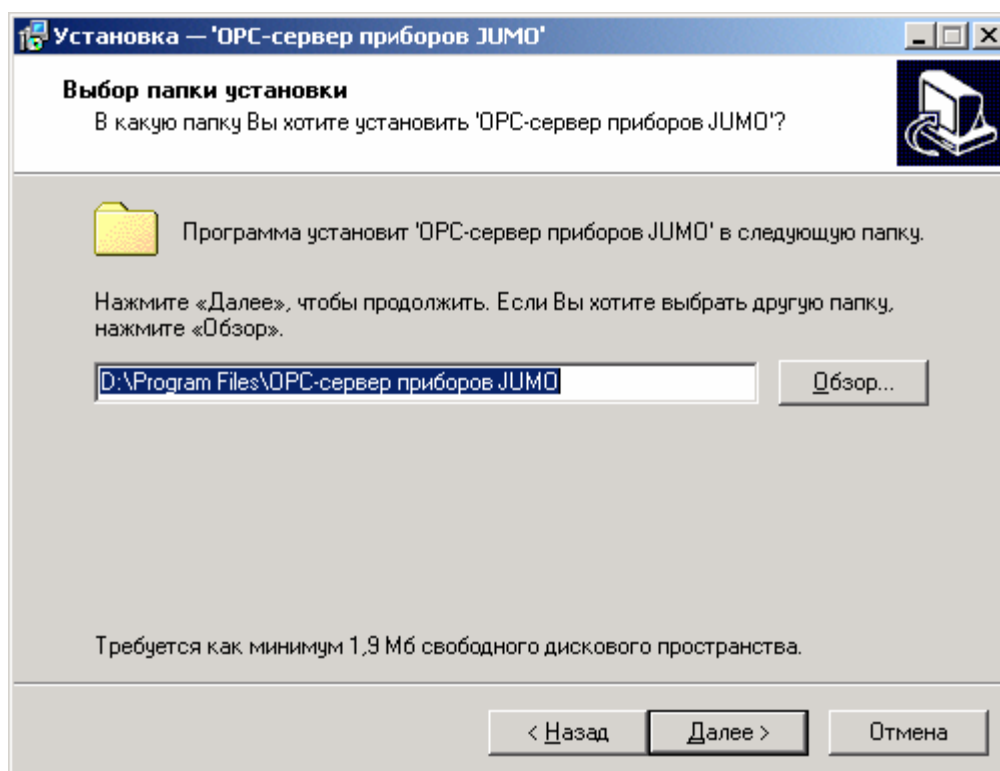 Установка — 'OPC-сервер приборов JUMO'
Выбор папки установки
В какую папку Вы хотите установить 'OPC-сервер приборов JUMO'?
Программа установит 'OPC-сервер приборов JUMO' в следующую папку.
Нажмите «Далее», чтобы продолжить. Если Вы хотите выбрать другую папку,
нажмите «Обзор».
D:\Program Files\OPC-сервер приборов JUMO
Обзор...
Требуется как минимум 1,9 Мб свободного дискового пространства.
< Назад
Далее >
Отмена